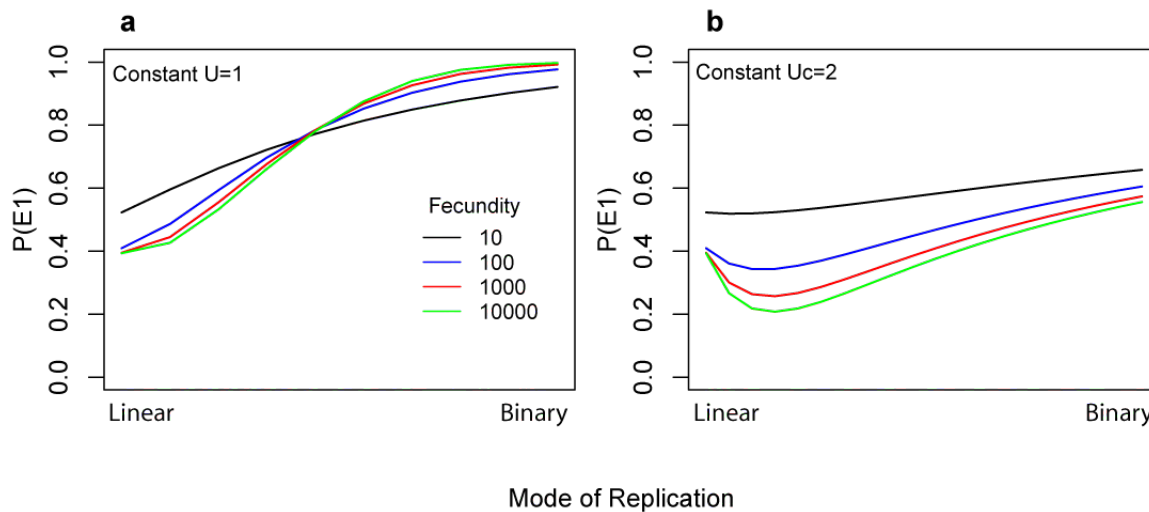 a
Constant U=1
P(E1)
1.0
0.8
0.6
0.4
0.2
0.0
Fecundity
10
100
1000
10000
Linear
Binary
b
Constant Uc=2
P(E1)
1.0
0.8
0.6
0.4
0.2
0.0
Linear
Binary
Mode of Replication